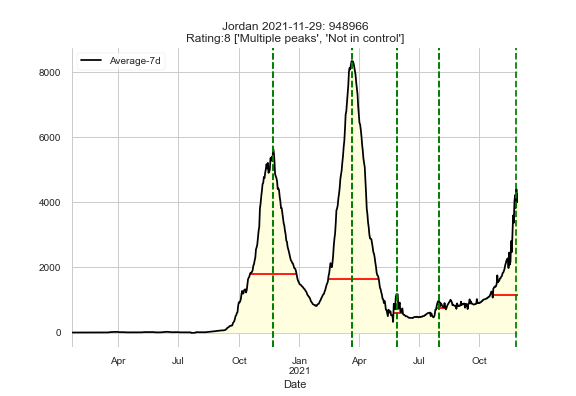 Jordan 2021-11-29: 948966
Rating:8 ['Multiple peaks', 'Not in control']
Average-7d
8000
6000
4000
2000
0
Apr
Jul
Oct
Jan
2021
Apr
Jul
Oct
Date